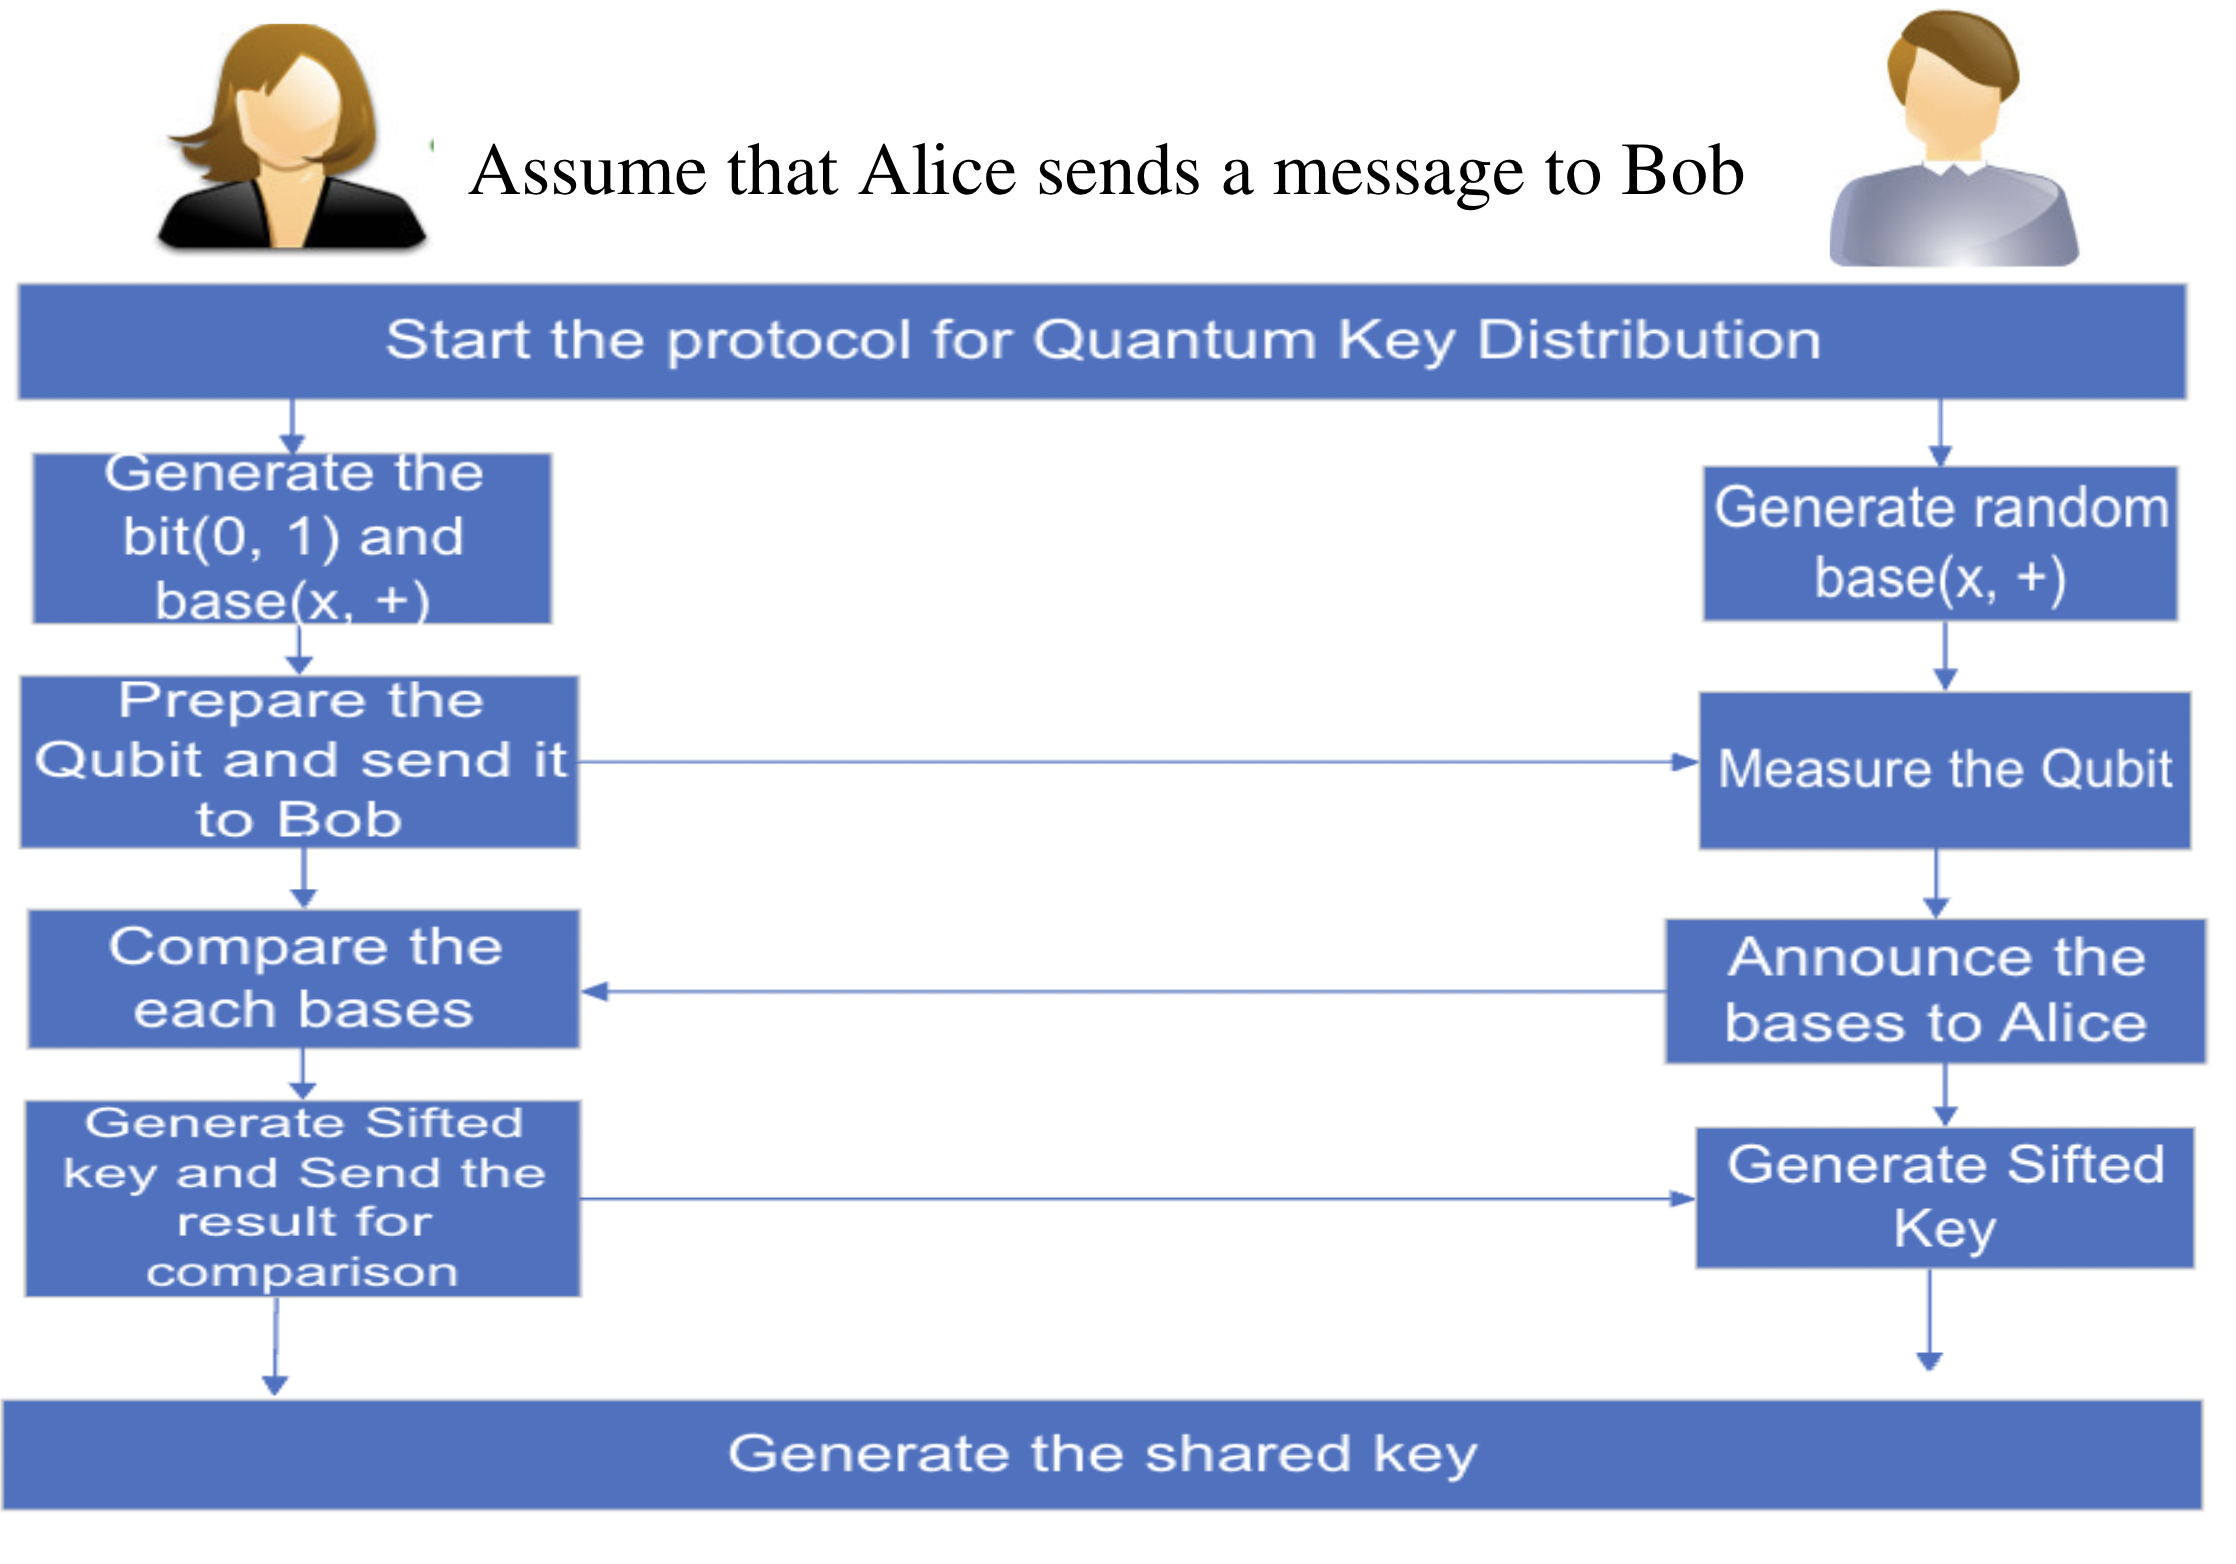 Assume that Alice sends a message to Bob
Start the protocol for Quantum Key Distribution
Generate the
bit(0, 1) and
base(x, +)
Generate random
base(x, +)
Prepare the
Qubit and send it
to Bob
Measure the Qubit
Compare the
each bases
Announce the
bases to Alice
Generate Sifted
key and Send the
result for
comparison
Generate Sifted
Key
Generate the shared key